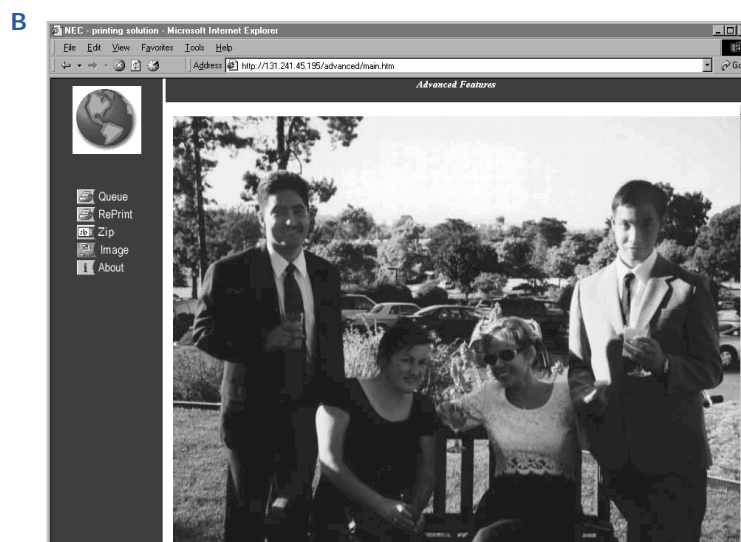 B
NEC - printing solution - Microsoft Internet Explorer
File Edit View Favorites Tools Help
Address http://131.241.45.195/advanced/main.htm Go
Advanced Features
Queue
RePrint
Zip
Image
About